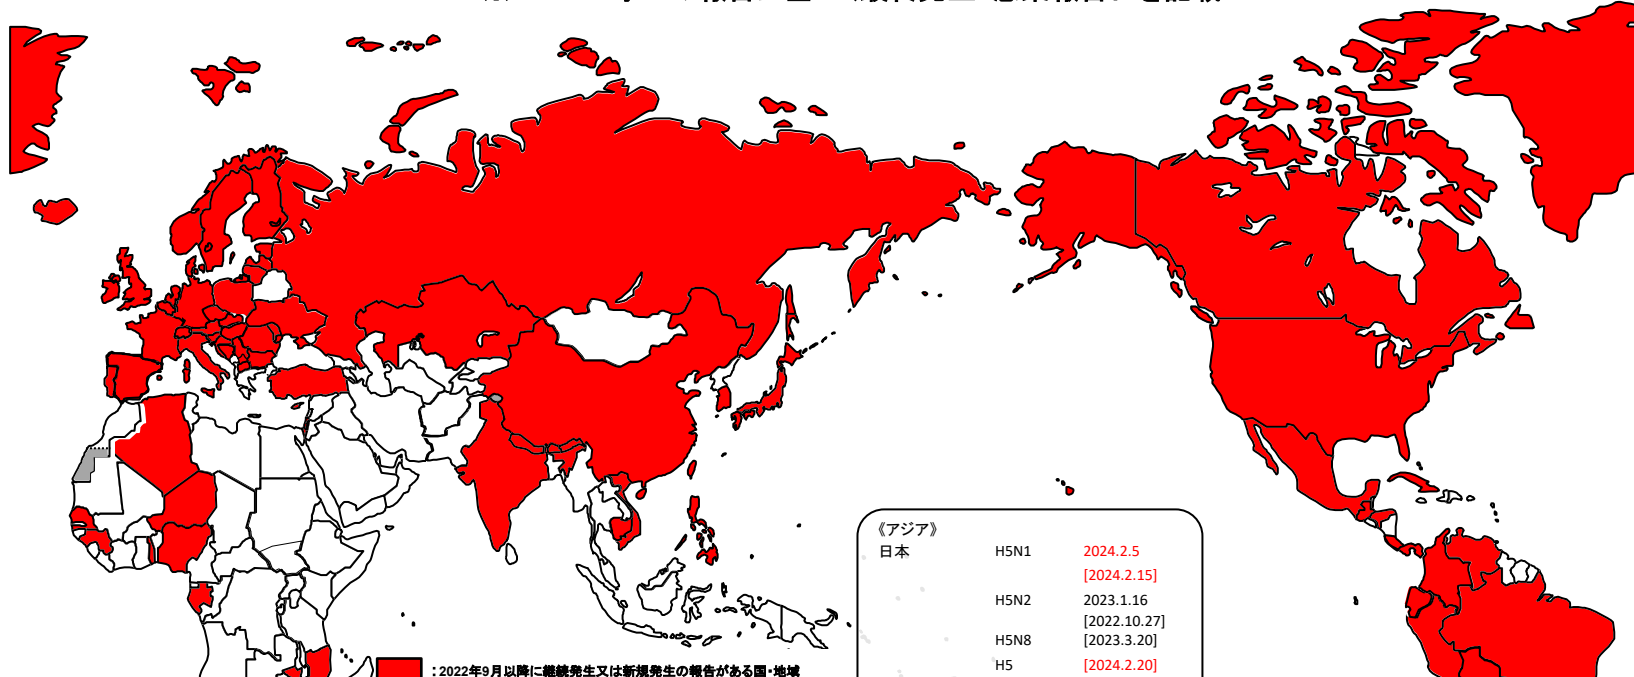 《アジア》
日本 H5N1 2024.2.5
[2024.2.15]
H5N2 2023.1.16
[2022.10.27]
H5N8 [2023.3.20]
H5 [2024.2.20]
:2022年9月以降に継続発生又は新規発生の報告がある国・地域